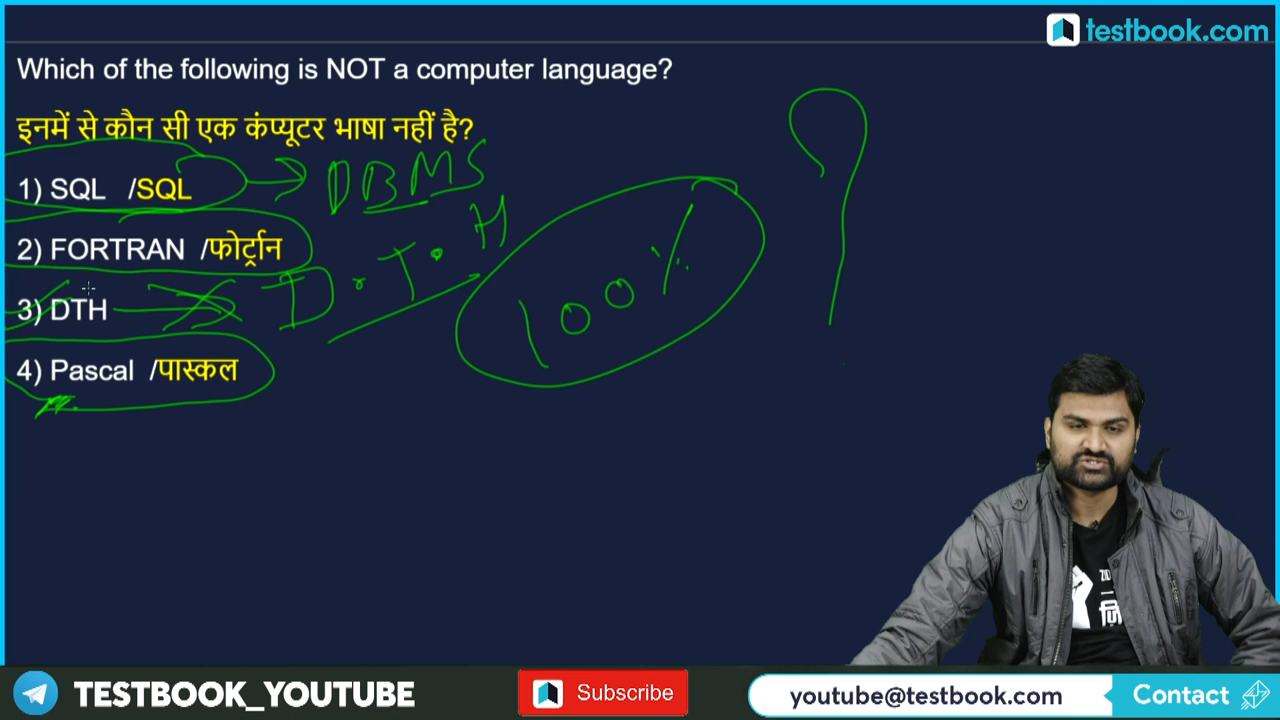 testbook.com
Which of the following is NOT a computer language?
इनमें से कौन सी एक कंप्यूटर भाषा नहीं है?
1) SQL /SQL
DBMS
2) FORTRAN /फोर्ट्रान
D.T.H
100%
3) DTH
4) Pascal /पास्कल
TESTBOOK_YOUTUBE
Subscribe
youtube@testbook.com
Contact